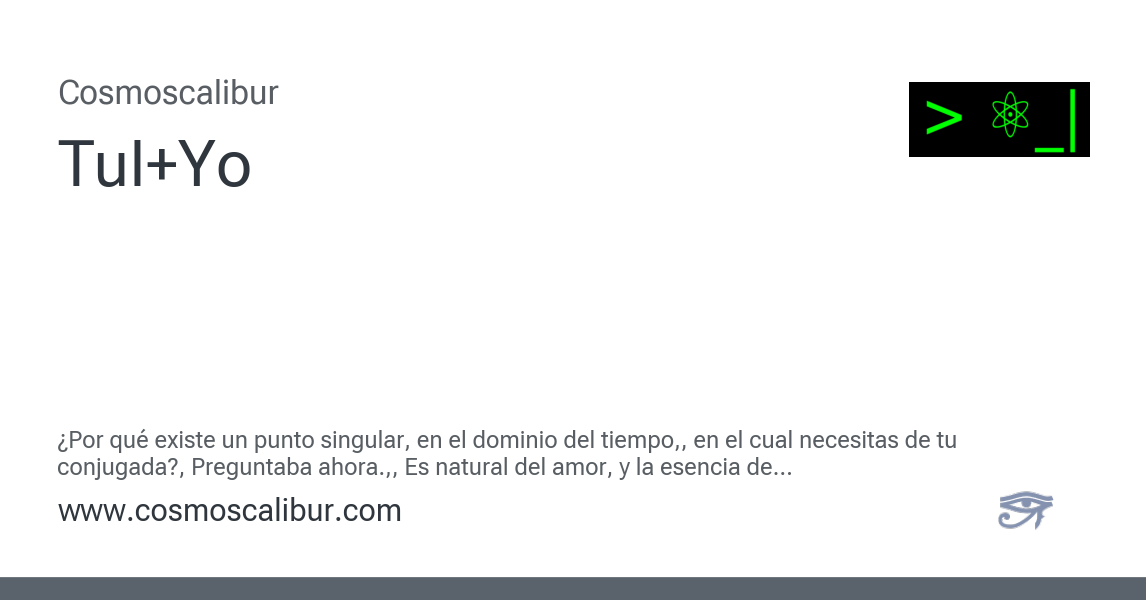 Cosmoscalibur
Tul+Yo
> ⚛_|
¿Por qué existe un punto singular, en el dominio del tiempo,, en el cual necesitas de tu
conjugada?, Preguntaba ahora.,, Es natural del amor, y la esencia de...
www.cosmoscalibur.com